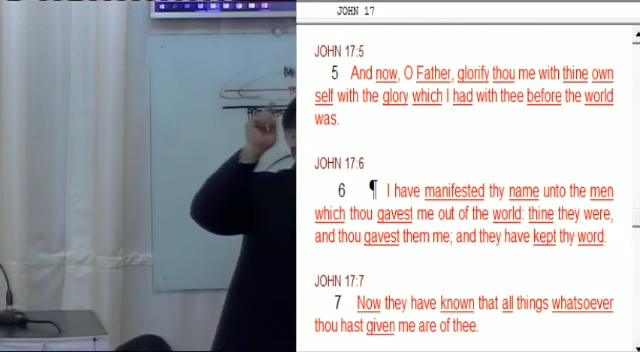 JOHN 17
JOHN 17:5
5 And now, O Father, glorify thou me with thine own
self with the glory which I had with thee before the world
was.
JOHN 17:6
6 ¶ I have manifested thy name unto the men
which thou gavest me out of the world: thine they were,
and thou gavest them me; and they have kept thy word.
JOHN 17:7
7 Now they have known that all things whatsoever
thou hast given me are of thee.